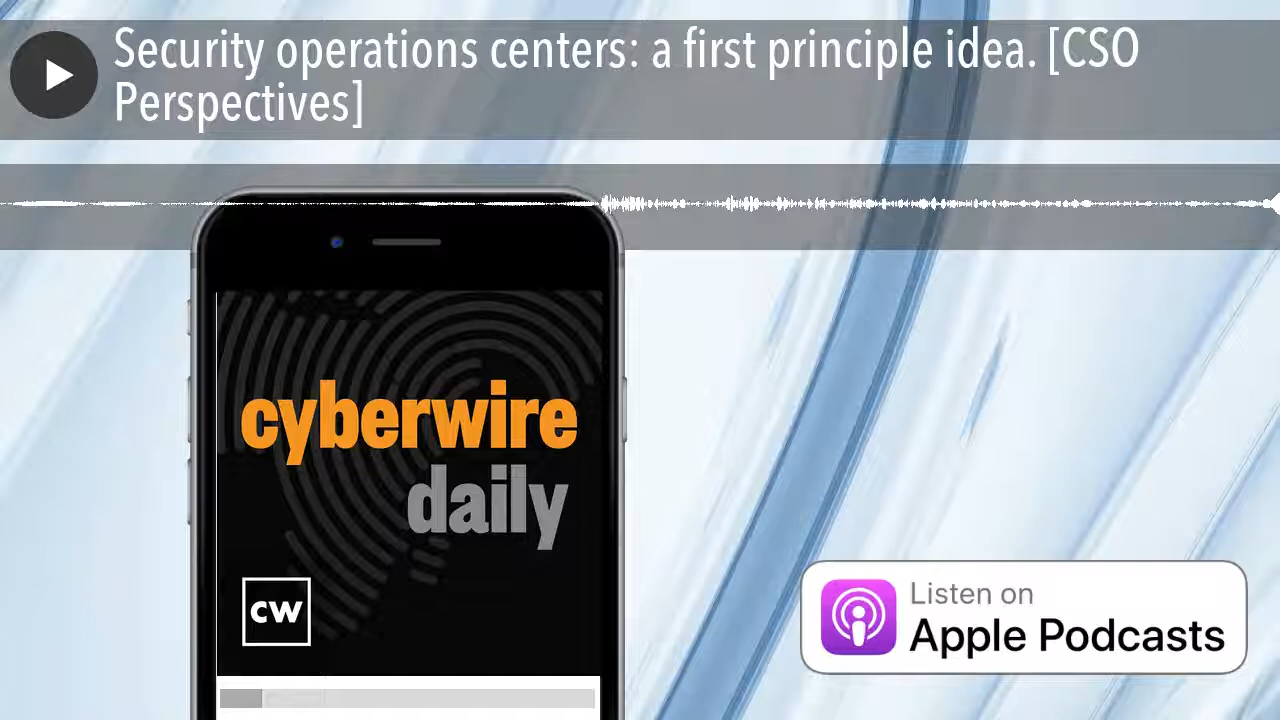 Security operations centers: a first principle idea. [CSO
Perspectives]
cyberwire
daily
CW
Listen on
Apple Podcasts